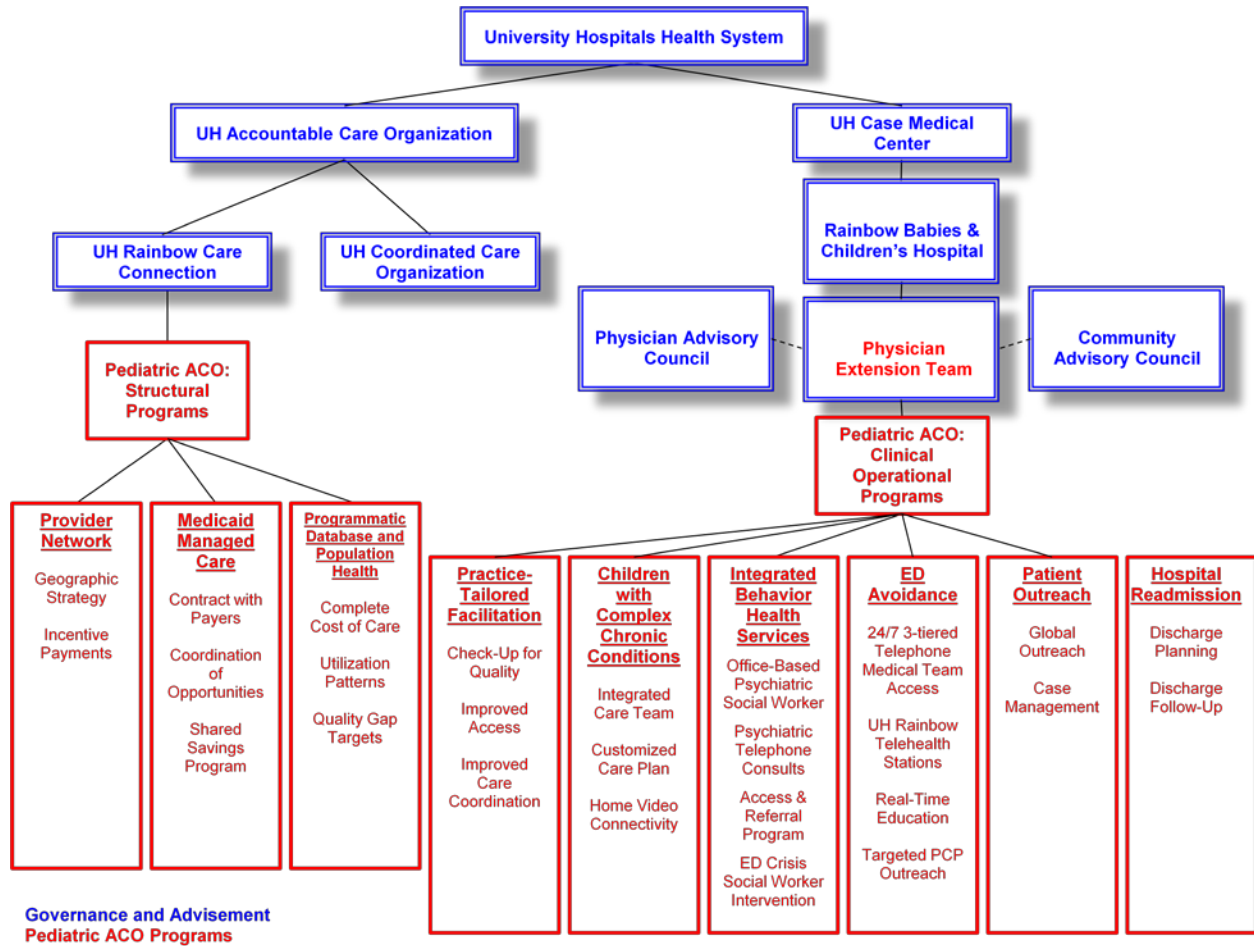 University Hospitals Health System
UH Accountable Care Organization
UH Case Medical
Center
UH Rainbow Care
Connection
UH Coordinated Care
Organization
Rainbow Babies &
Children's Hospital
Physician Advisory
Council
Physician
Extension Team
Community
Advisory Council
Pediatric ACO:
Structural
Programs
Pediatric ACO:
Clinical
Operational
Programs
Provider
Network
Geographic
Strategy
Incentive
Payments
Medicaid
Managed
Care
Contract with
Payers
Coordination
of
Opportunities
Shared
Savings
Program
Programmatic
Database and
Population
Health
Complete
Cost of Care
Utilization
Patterns
Quality Gap
Targets
Practice-
Tailored
Facilitation
Check-Up for
Quality
Improved
Access
Improved
Care
Coordination
Children
with
Complex
Chronic
Conditions
Integrated
Care Team
Customized
Care Plan
Home Video
Connectivity
Integrated
Behavior
Health
Services
Office-Based
Psychiatric
Social Worker
Psychiatric
Telephone
Consults
Access &
Referral
Program
ED Crisis
Social Worker
Intervention
ED
Avoidance
24/7 3-tiered
Telephone
Medical Team
Access
UH Rainbow
Telehealth
Stations
Real-Time
Education
Targeted PCP
Outreach
Patient
Outreach
Global
Outreach
Case
Management
Hospital
Readmission
Discharge
Planning
Discharge
Follow-Up
Governance and Advisement
Pediatric ACO Programs